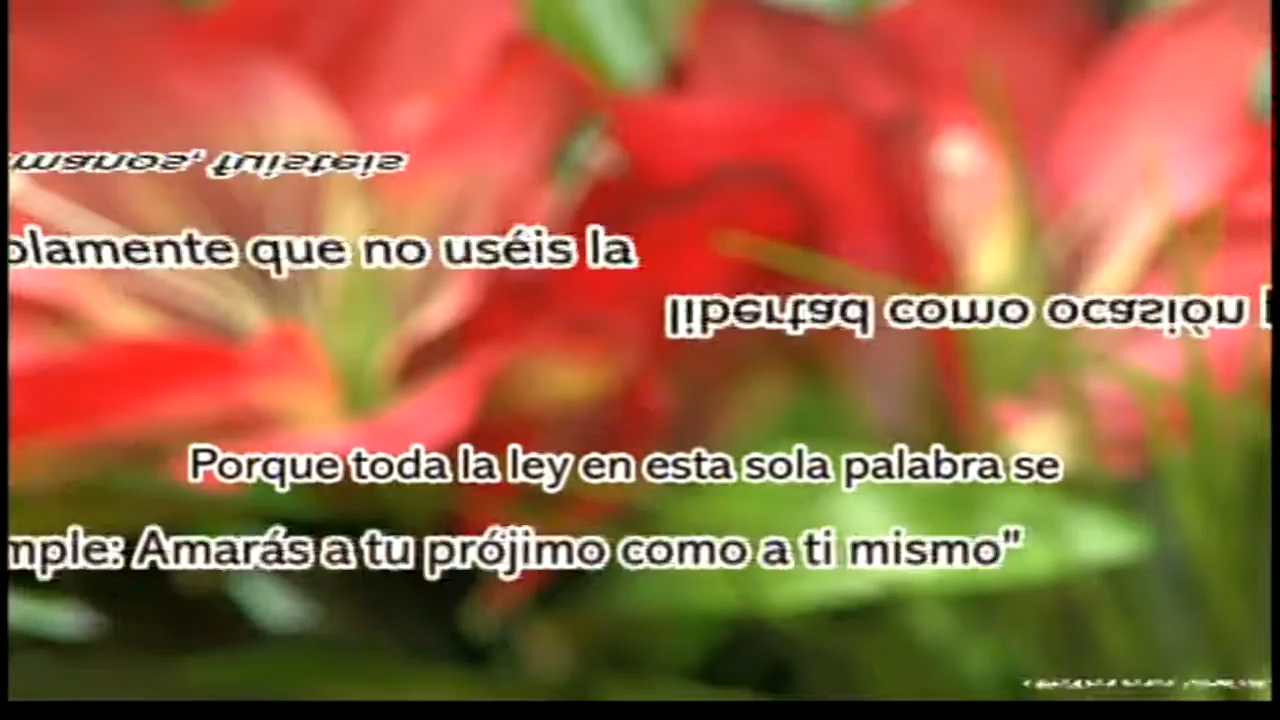 manos, fuisteis
olamente que no uséis la
libertad como ocasión
Porque toda la ley en esta sola palabra se
mple: Amarás a tu prójimo como a ti mismo"